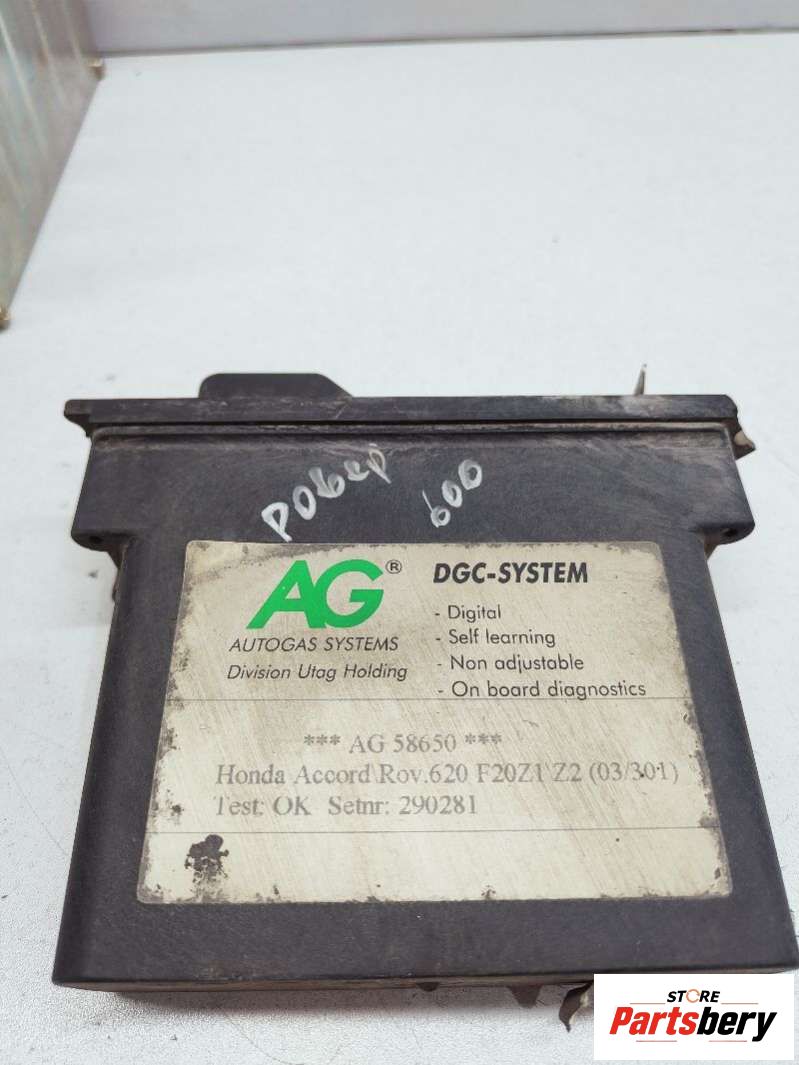 Ровер 600
AG®
AUTOGAS SYSTEMS
Division Utag Holding
DGC-SYSTEM
- Digital
- Self learning
- Non adjustable
- On board diagnostics
*** AG 58650 ***
Honda Accord\Rov.620 F20Z1 Z2 (03/301)
Test: OK Setnr: 290281
STORE
Partsbery